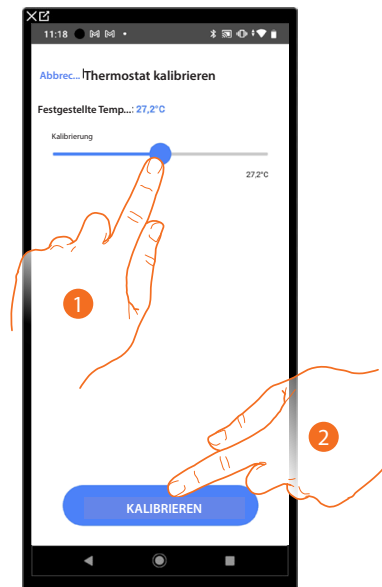 11:18
Abbrec... Thermostat kalibrieren
Festgestellte Temp...: 27,2°C
Kalibrierung
27,2°C
1
2
KALIBRIEREN